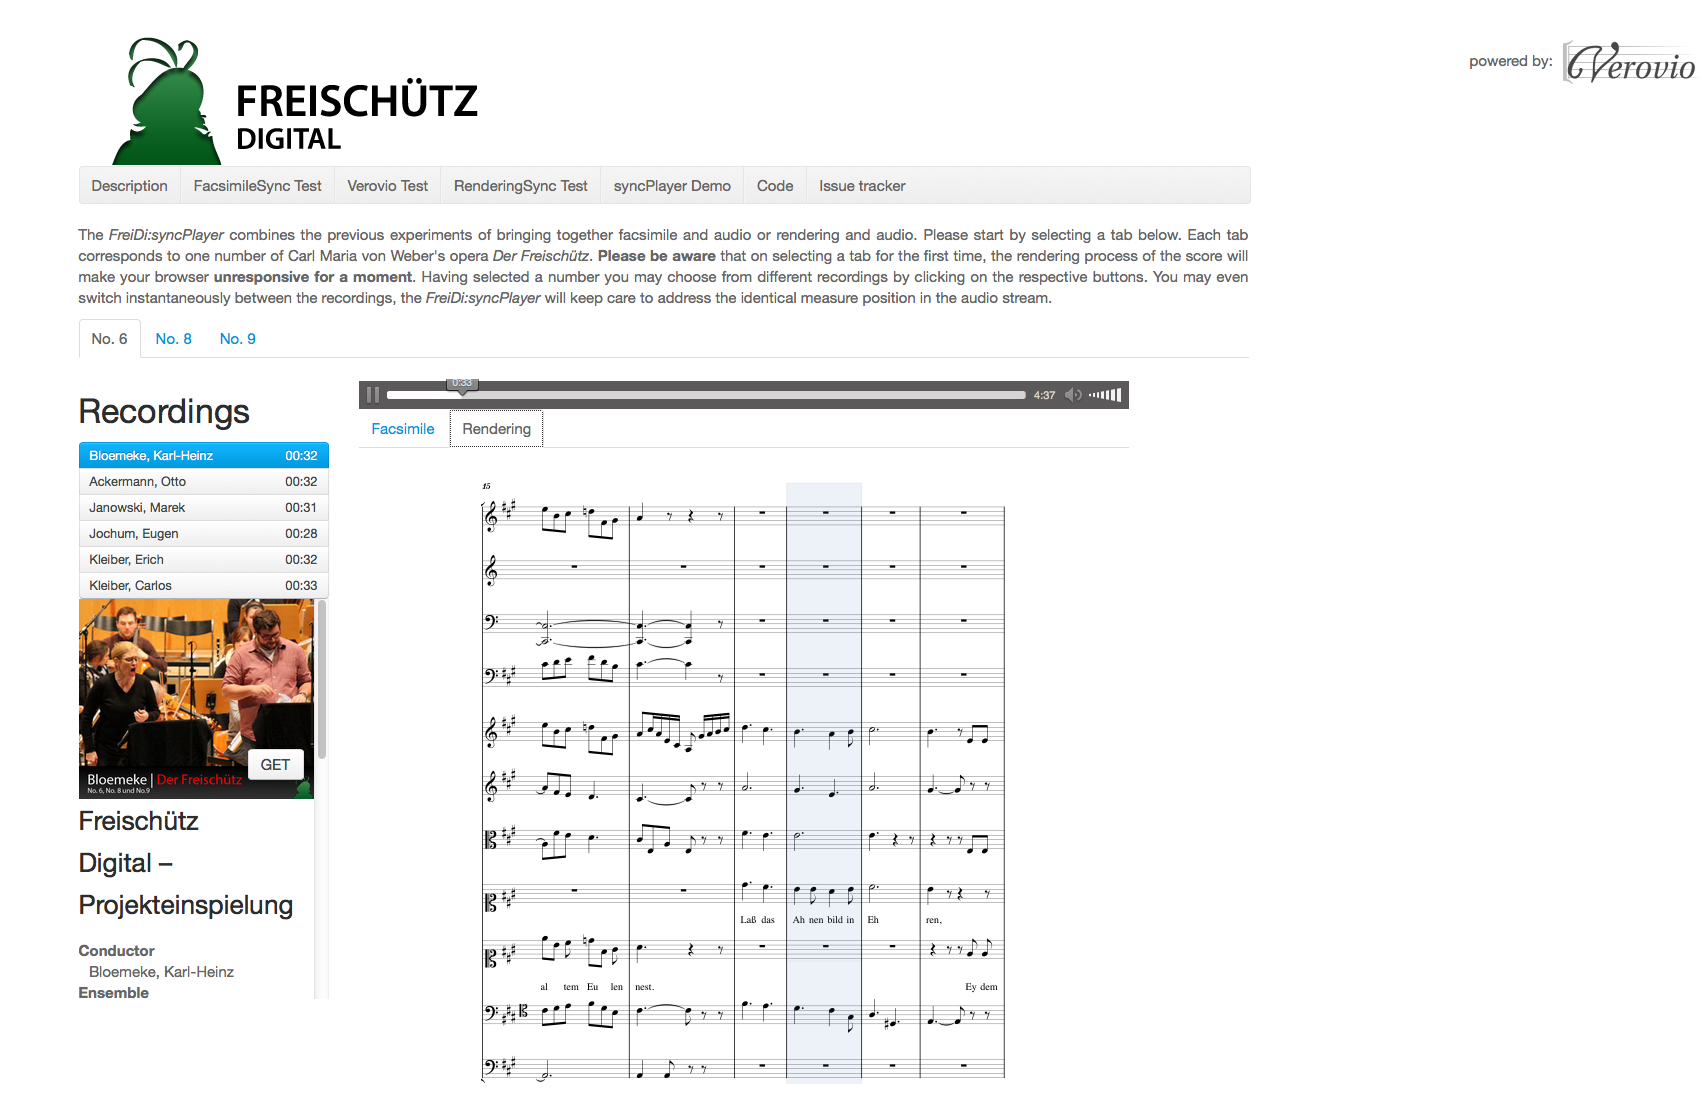 FREISCHÜTZ
DIGITAL
powered by: Verovio
Description FacsimileSync Test Verovio Test RenderingSync Test syncPlayer Demo Code Issue tracker
The FreiDi:syncPlayer combines the previous experiments of bringing together facsimile and audio or rendering and audio. Please start by selecting a tab below. Each tab
corresponds to one number of Carl Maria von Weber's opera Der Freischütz. Please be aware that on selecting a tab for the first time, the rendering process of the score will
make your browser unresponsive for a moment. Having selected a number you may choose from different recordings by clicking on the respective buttons. You may even
switch instantaneously between the recordings, the FreiDi:syncPlayer will keep care to address the identical measure position in the audio stream.
No. 6 No. 8 No. 9
Recordings
Bloemeke, Karl-Heinz 00:32
Ackermann, Otto 00:32
Janowski, Marek 00:31
Jochum, Eugen 00:28
Kleiber, Erich 00:32
Kleiber, Carlos 00:33
Bloemeke | Der Freischütz
No. 6, No. 8 und No.9
GET
Freischütz
Digital –
Projekteinspielung
Conductor
Bloemeke, Karl-Heinz
Ensemble
0:33
4:37
Facsimile Rendering
15
Laß das Ah nen bild in Eh ren,
al tem Eu len nest. Ey dem